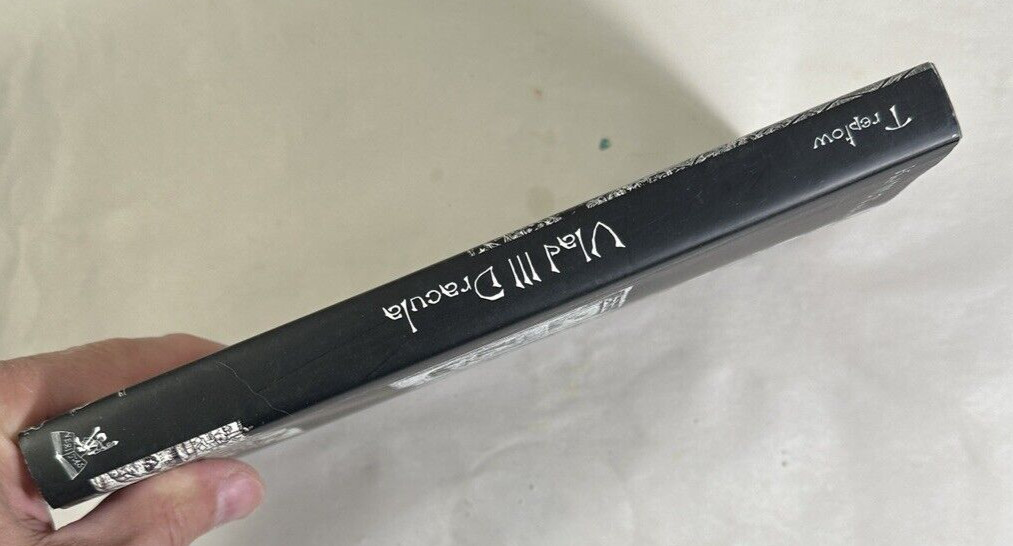 Treptow
Vlad III Dracula